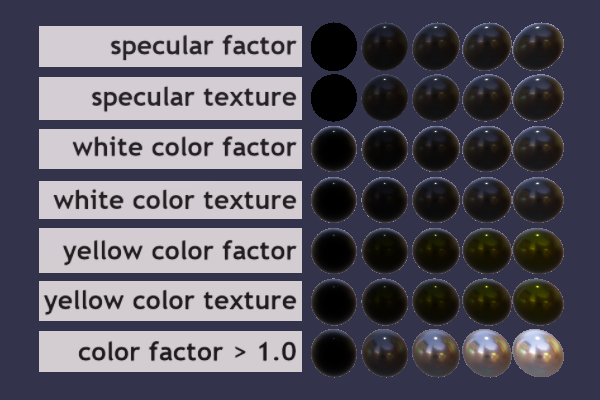 specular factor
specular texture
white color factor
white color texture
yellow color factor
yellow color texture
color factor > 1.0